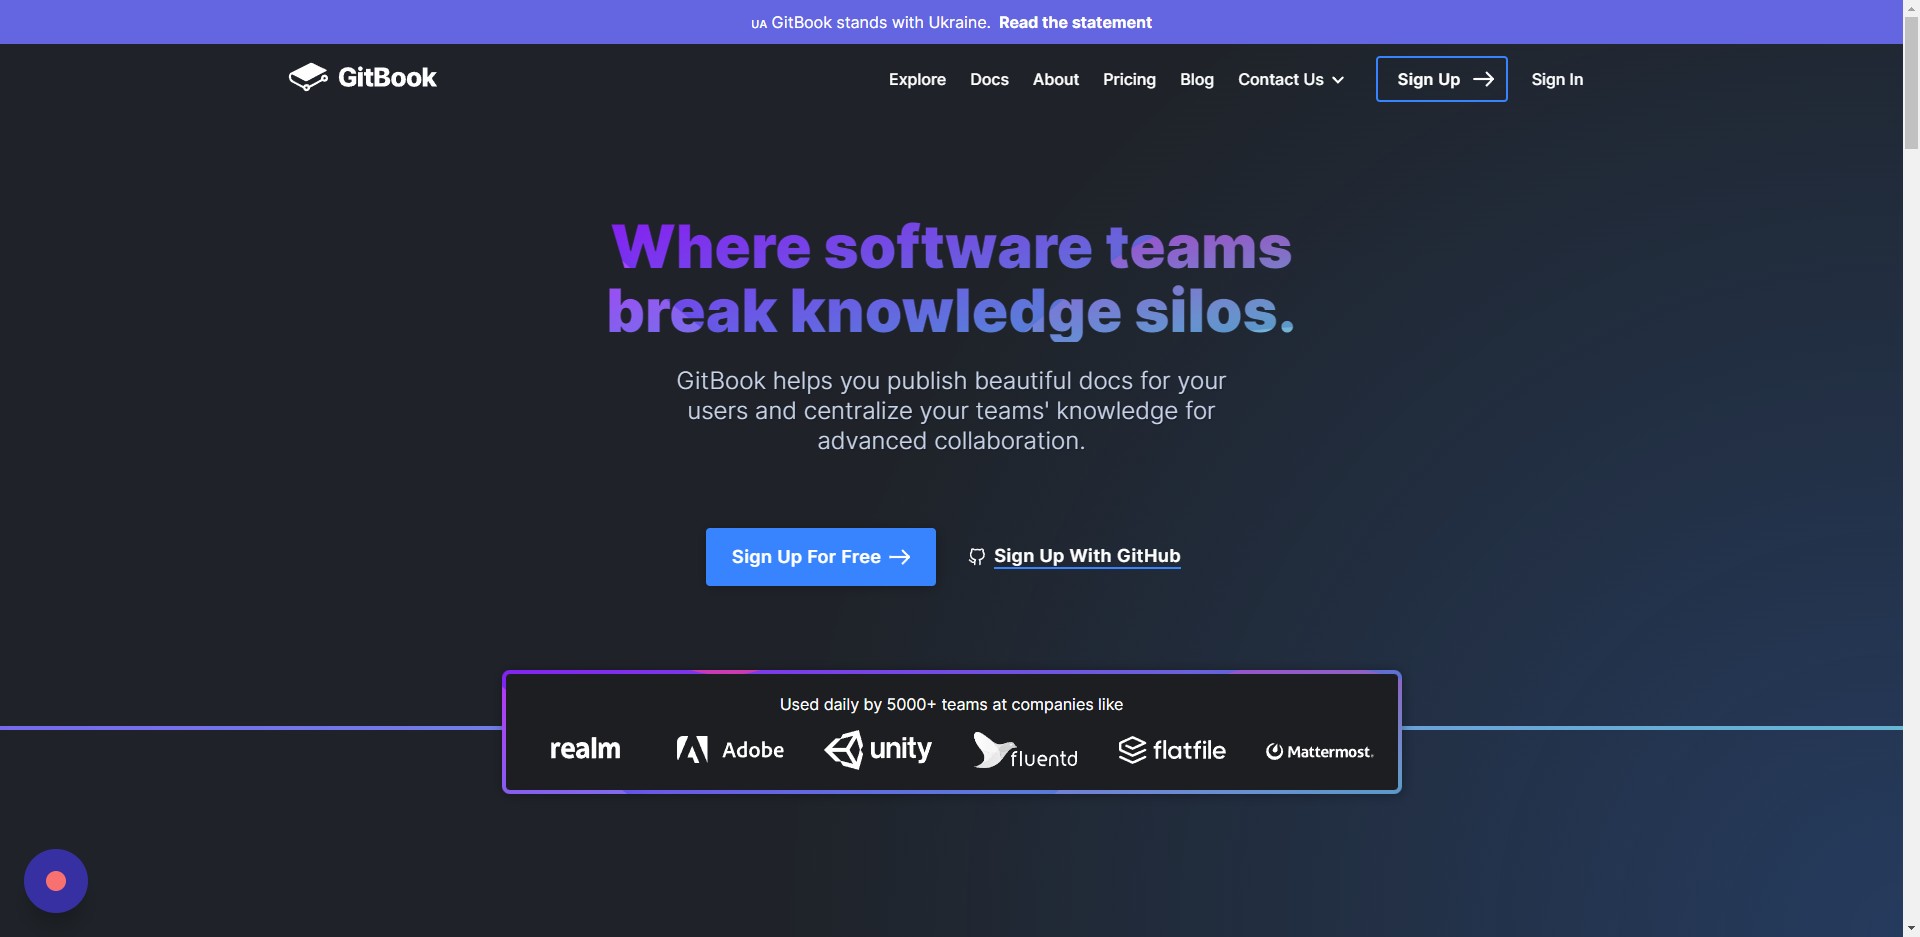 UA GitBook stands with Ukraine. Read the statement
GitBook
Explore Docs About Pricing Blog Contact Us Sign Up Sign In
Where software teams
break knowledge silos.
GitBook helps you publish beautiful docs for your
users and centralize your teams' knowledge for
advanced collaboration.
Sign Up For Free Sign Up With GitHub
Used daily by 5000+ teams at companies like
realm Adobe unity fluentd flatfile Mattermost